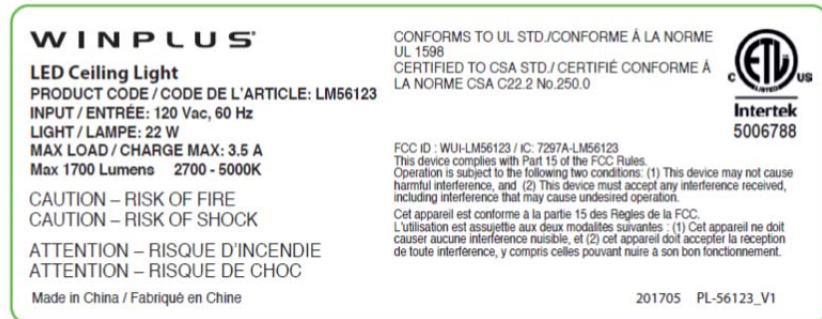 WINPLUS
LED Ceiling Light
PRODUCT CODE / CODE DE L'ARTICLE: LM56123
INPUT / ENTRÉE: 120 Vac, 60 Hz
LIGHT / LAMPE: 22 W
MAX LOAD / CHARGE MAX: 3.5 A
Max 1700 Lumens 2700 - 5000K
CAUTION – RISK OF FIRE
CAUTION – RISK OF SHOCK
ATTENTION – RISQUE D'INCENDIE
ATTENTION – RISQUE DE CHOC
Made in China / Fabriqué en Chine
CONFORMS TO UL STD./CONFORME Á LA NORME
UL 1598
CERTIFIED TO CSA STD./ CERTIFIÉ CONFORME Á
LA NORME CSA C22.2 No.250.0
C ETL US
LISTED
Intertek
5006788
FCC ID : WUI-LM56123 / IC: 7297A-LM56123
This device complies with Part 15 of the FCC Rules.
Operation is subject to the following two conditions: (1) This device may not cause
harmful interference, and (2) This device must accept any interference received,
including interference that may cause undesired operation.
Cet appareil est conforme à la partie 15 des Règles de la FCC.
L'utilisation est assujettie aux deux modalités suivantes : (1) Cet appareil ne doit
causer aucune interférence nuisible, et (2) cet appareil doit accepter la réception
de toute interférence, y compris celles pouvant nuire à son bon fonctionnement.
201705 PL-56123_V1